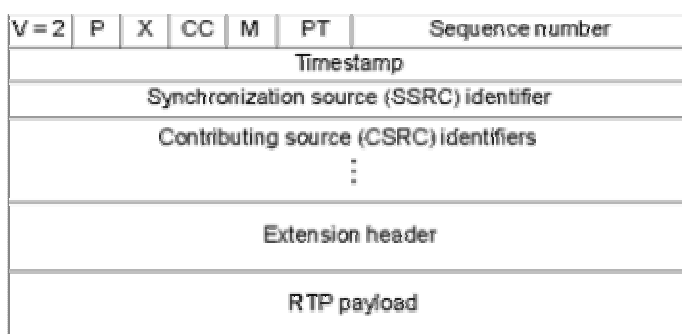 V = 2 P X CC M PT Sequence number
Timestamp
Synchronization source (SSRC) identifier
Contributing source (CSRC) identifiers
⋮
Extension header
RTP payload